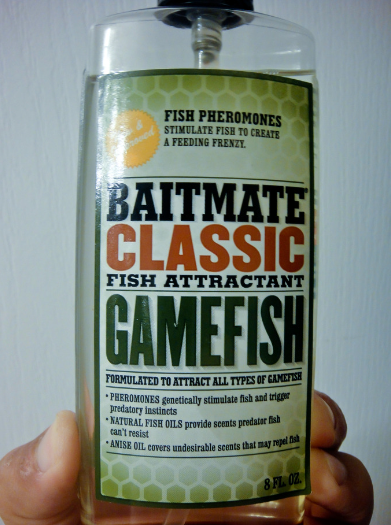 FISH PHEROMONES
STIMULATE FISH TO CREATE
A FEEDING FRENZY.
BAITMATE®
CLASSIC
FISH ATTRACTANT
GAMEFISH
FORMULATED TO ATTRACT ALL TYPES OF GAMEFISH
• PHEROMONES genetically stimulate fish and trigger
predatory instincts
• NATURAL FISH OILS provide scents predator fish
can't resist
• ANISE OIL covers undesirable scents that may repel fish
8 FL. OZ.